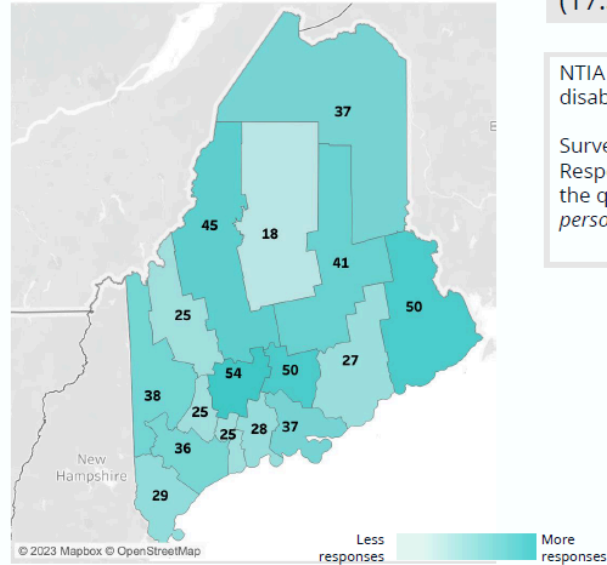 (17.
NTIA
disab
Surve
Resp
the q
perso
37
E
45
18
41
25
50
54
50
27
38
25
25
28
37
36
New
Hampshire
29
Less
responses
More
responses
© 2023 Mapbox © OpenStreetMap